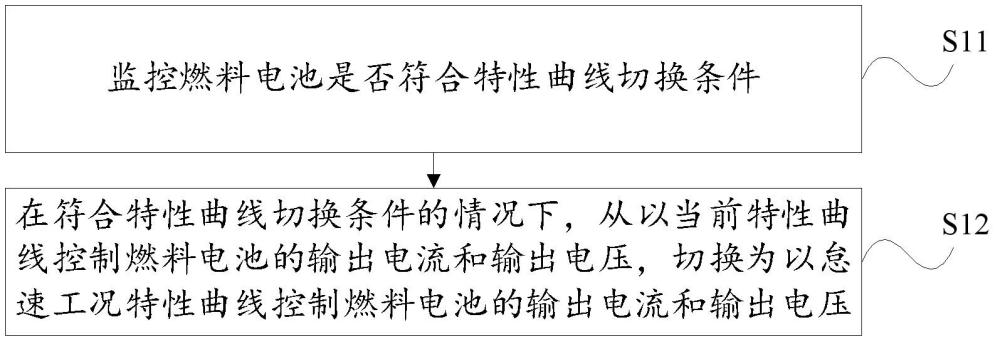 监控燃料电池是否符合特性曲线切换条件
S11
在符合特性曲线切换条件的情况下，从以当前特性曲
线控制燃料电池的输出电流和输出电压，切换为以怠
速工况特性曲线控制燃料电池的输出电流和输出电压
S12